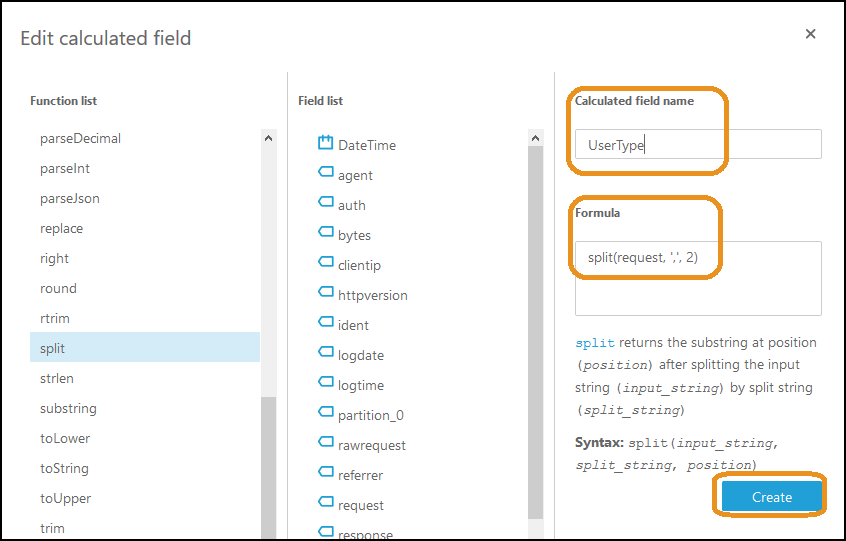 Edit calculated field
Function list
parseDecimal
parseInt
parseJson
replace
right
round
rtrim
split
strlen
substring
toLower
toString
toUpper
trim
Field list
DateTime
agent
auth
bytes
clientip
httpversion
ident
logdate
logtime
partition_0
rawrequest
referrer
request
response
Calculated field name
UserType
Formula
split(request, ',', 2)
split returns the substring at position
(position) after splitting the input
string (input_string) by split string
(split_string)
Syntax: split(input_string,
split_string, position)
Create